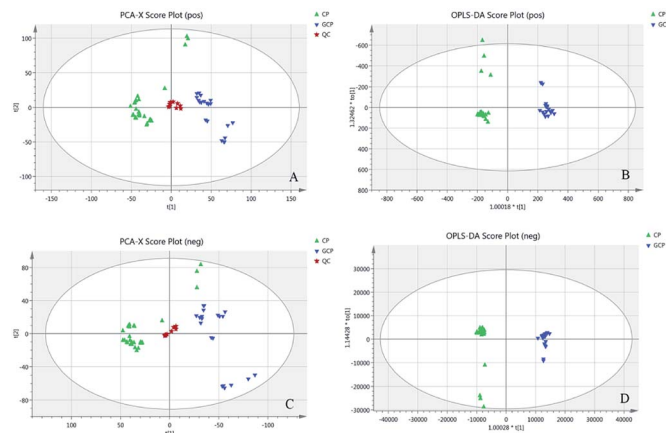 PCA-X Score Plot (pos)
CP
GCP
QC
100
50
0
-50
-100
t[2]
-150
-100
-50
0
50
100
150
t[1]
A
OPLS-DA Score Plot (pos)
CP
GCP
-600
-400
-200
0
200
400
600
800
1.32462 * to[1]
-800
-600
-400
-200
0
200
400
600
800
1.00018 * t[1]
B
PCA-X Score Plot (neg)
CP
GCP
QC
80
40
0
-40
-80
t[2]
100
50
0
-50
-100
t[1]
C
OPLS-DA Score Plot (neg)
CP
GCP
30000
20000
10000
0
-10000
-20000
-30000
1.14428 * to[1]
-40000
-30000
-20000
-10000
0
10000
20000
30000
40000
1.00028 * t[1]
D